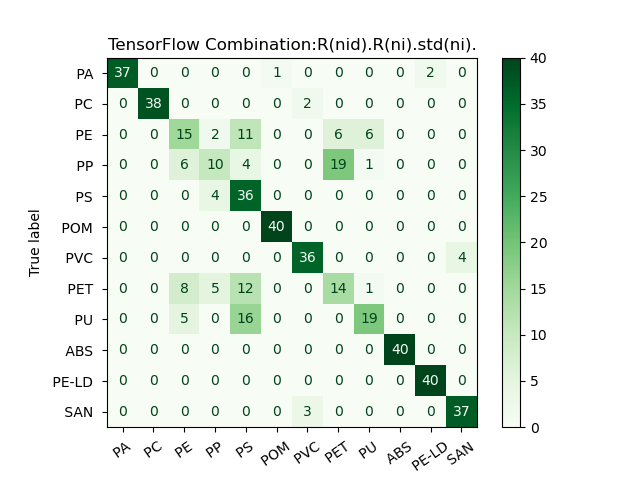 TensorFlow Combination:R(nid).R(ni).std(ni).
PA 37 0 0 0 0 1 0 0 0 0 2 0
PC 0 38 0 0 0 0 2 0 0 0 0 0
PE 0 0 15 2 11 0 0 6 6 0 0 0
PP 0 0 6 10 4 0 0 19 1 0 0 0
PS 0 0 0 4 36 0 0 0 0 0 0 0
POM 0 0 0 0 0 40 0 0 0 0 0 0
PVC 0 0 0 0 0 0 36 0 0 0 0 4
PET 0 0 8 5 12 0 0 14 1 0 0 0
PU 0 0 5 0 16 0 0 0 19 0 0 0
ABS 0 0 0 0 0 0 0 0 0 40 0 0
PE-LD 0 0 0 0 0 0 0 0 0 0 40 0
SAN 0 0 0 0 0 0 3 0 0 0 0 37
PA PC PE PP PS POM PVC PET PU ABS PE-LD SAN
True label
40
35
30
25
20
15
10
5
0